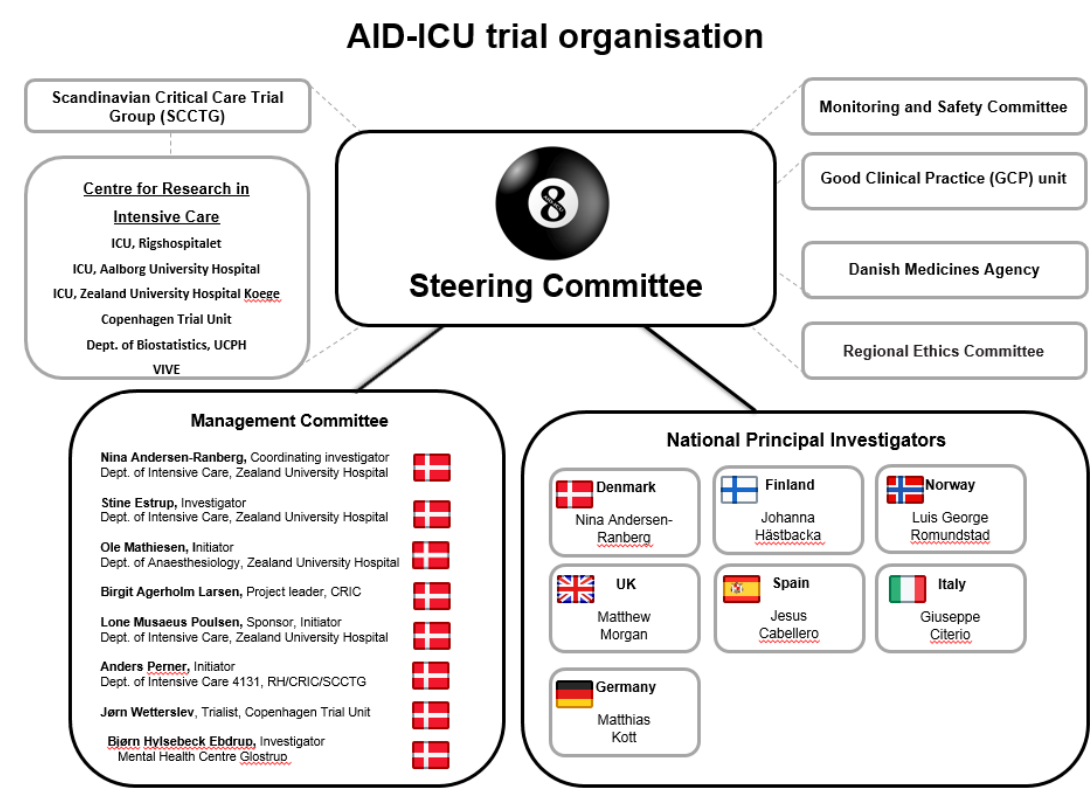 AID-ICU trial organisation
Scandinavian Critical Care Trial
Group (SCCTG)
Centre for Research in
Intensive Care
ICU, Rigshospitalet
ICU, Aalborg University Hospital
ICU, Zealand University Hospital Koege
Copenhagen Trial Unit
Dept. of Biostatistics, UCPH
VIVE
8
Steering Committee
Monitoring and Safety Committee
Good Clinical Practice (GCP) unit
Danish Medicines Agency
Regional Ethics Committee
Management Committee
Nina Andersen-Ranberg, Coordinating investigator
Dept. of Intensive Care, Zealand University Hospital
Stine Estrup, Investigator
Dept. of Intensive Care, Zealand University Hospital
Ole Mathiesen, Initiator
Dept. of Anaesthesiology, Zealand University Hospital
Birgit Agerholm Larsen, Project leader, CRIC
Lone Musaeus Poulsen, Sponsor, Initiator
Dept. of Intensive Care, Zealand University Hospital
Anders Perner, Initiator
Dept. of Intensive Care 4131, RH/CRIC/SCCTG
Jørn Wetterslev, Trialist, Copenhagen Trial Unit
Bjørn Hylsebeck Ebdrup, Investigator
Mental Health Centre Glostrup
National Principal Investigators
Denmark
Nina Andersen-
Ranberg
Finland
Johanna
Hästbacka
Norway
Luis George
Romundstad
UK
Matthew
Morgan
Spain
Jesus
Cabellero
Italy
Giuseppe
Citerio
Germany
Matthias
Kott